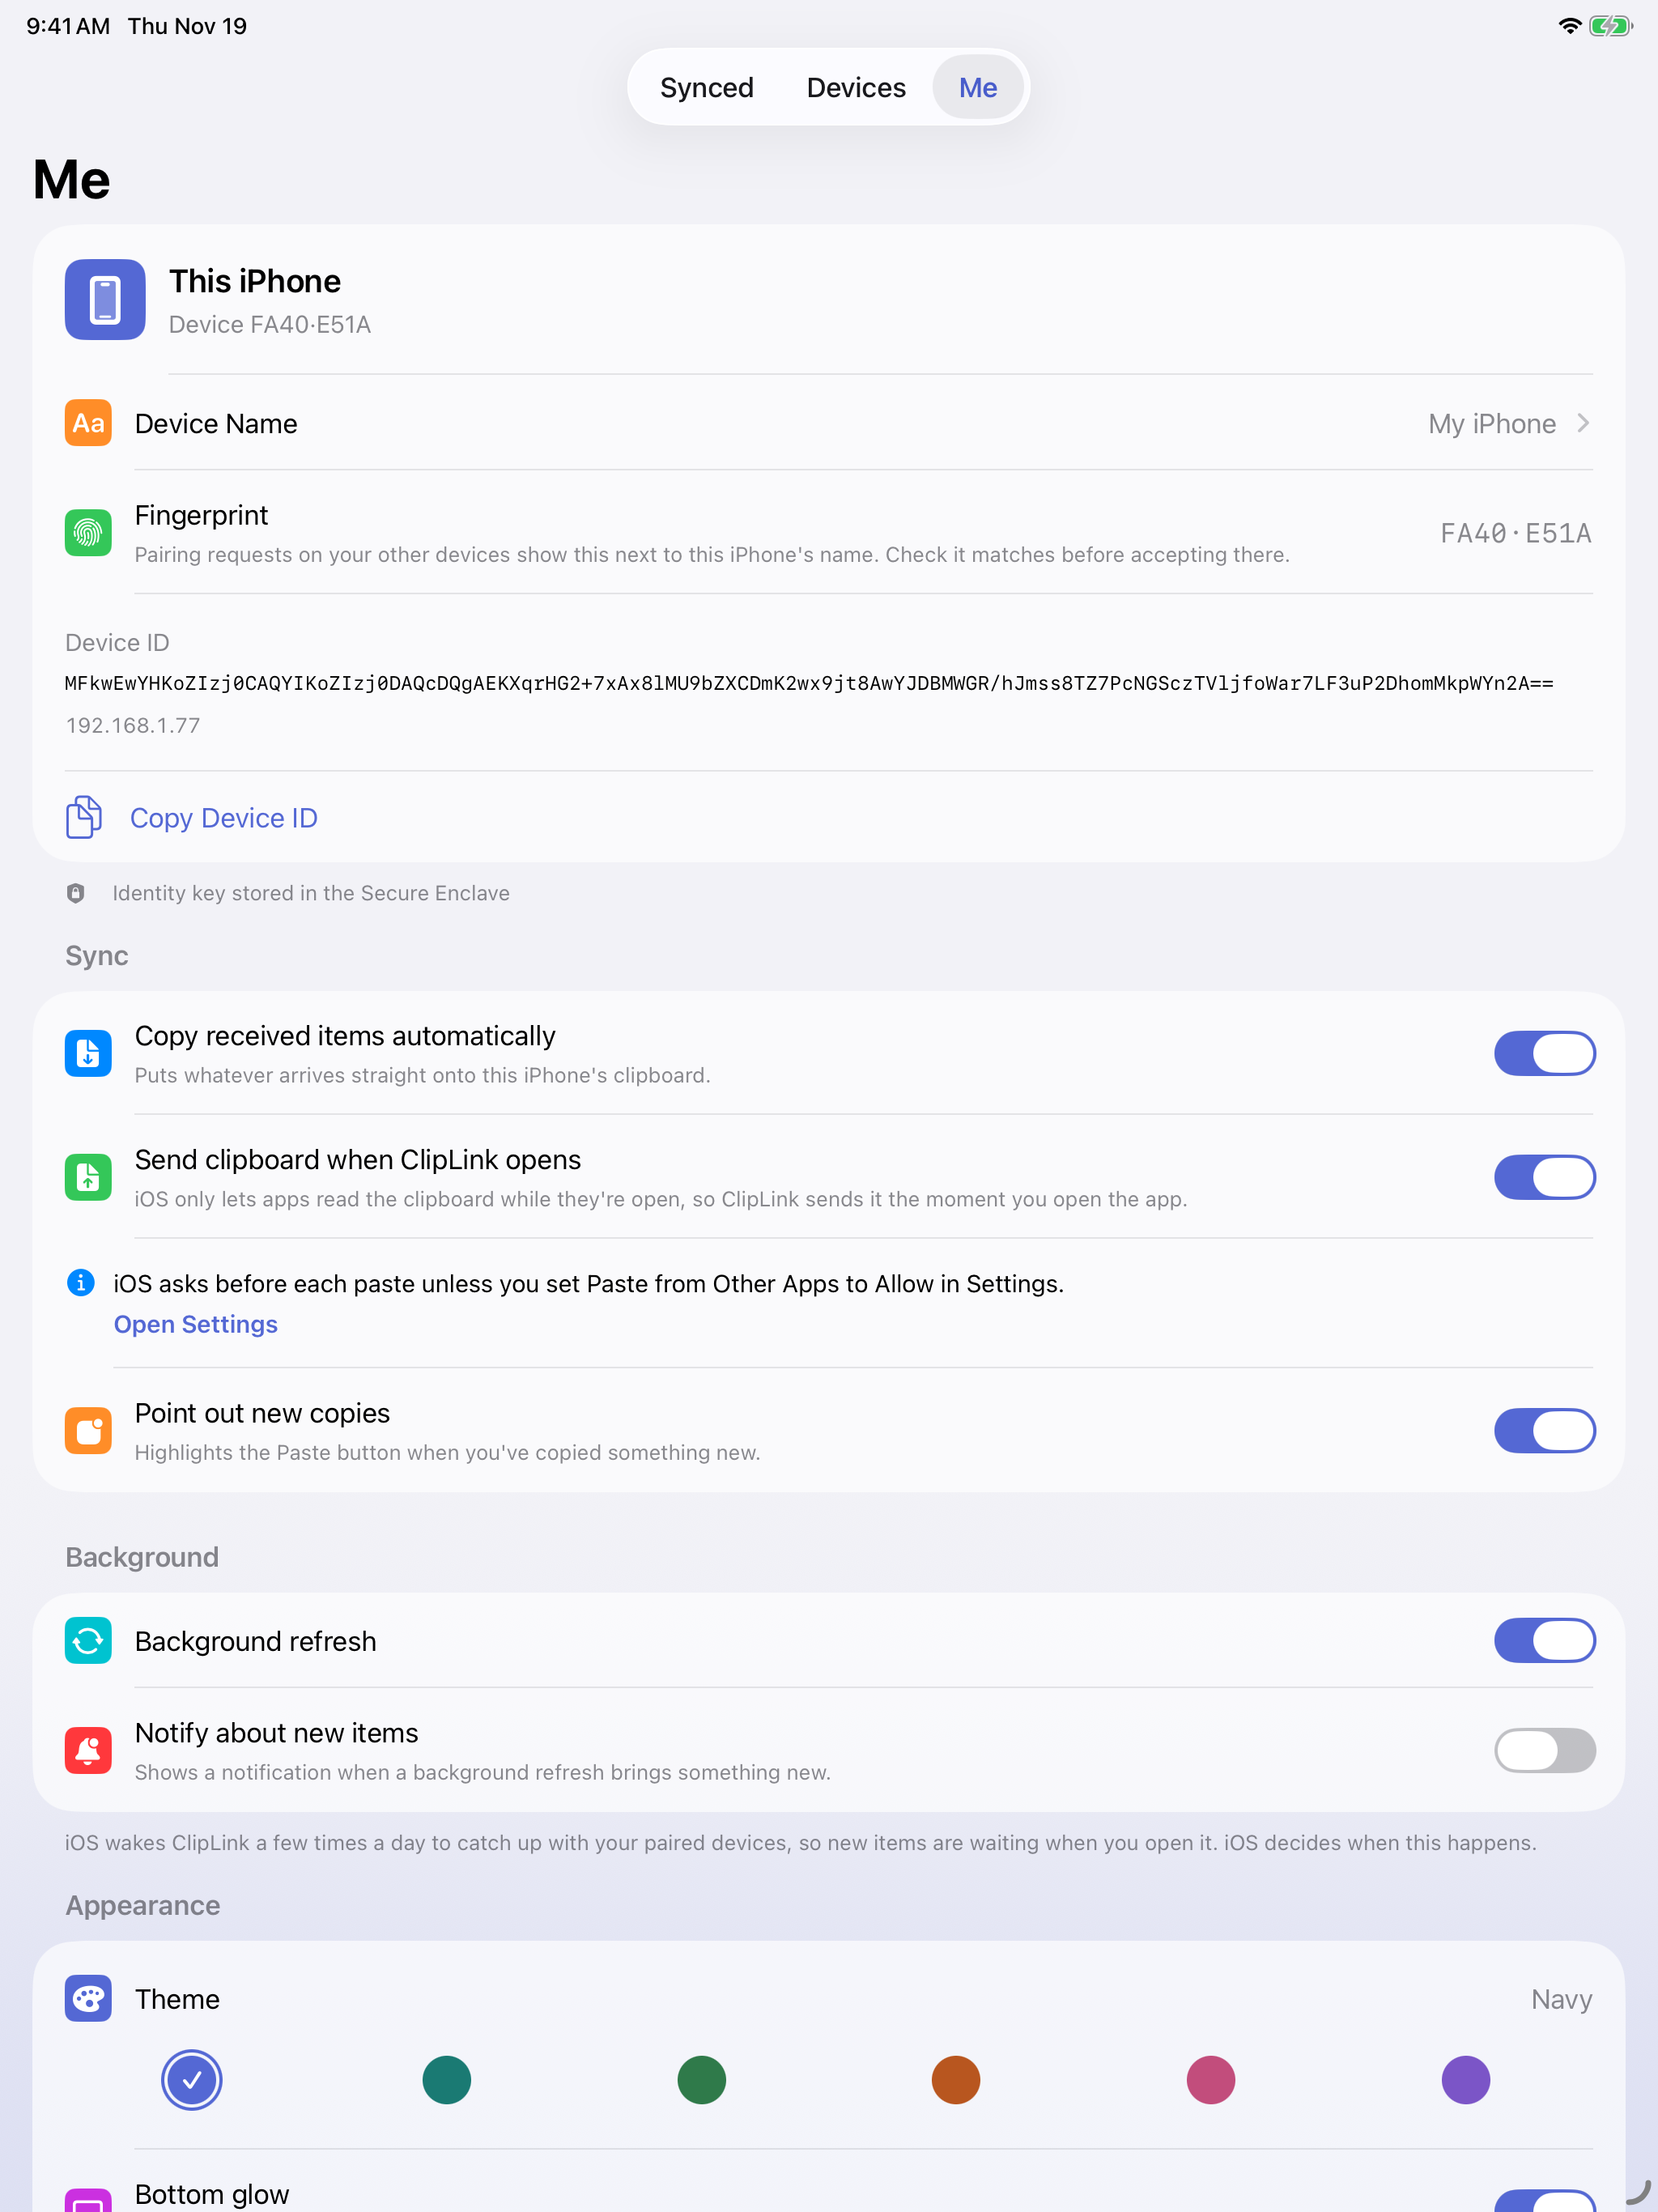 9:41 AM Thu Nov 19
Synced Devices Me
Me
This iPhone
Device FA40·E51A
Aa Device Name My iPhone
Fingerprint
Pairing requests on your other devices show this next to this iPhone's name. Check it matches before accepting there.
FA40·E51A
Device ID
MFkwEwYHKoZIzj0CAQYIKoZIzj0DAQcDQgAEKXqrHG2+7xAx8lMU9bZXCDmK2wx9jt8AwYJDBMWGR/hJmss8TZ7PcNGSczTVljfoWar7LF3uP2DhomMkpWYn2A==
192.168.1.77
Copy Device ID
Identity key stored in the Secure Enclave
Sync
Copy received items automatically
Puts whatever arrives straight onto this iPhone's clipboard.
Send clipboard when ClipLink opens
iOS only lets apps read the clipboard while they're open, so ClipLink sends it the moment you open the app.
iOS asks before each paste unless you set Paste from Other Apps to Allow in Settings.
Open Settings
Point out new copies
Highlights the Paste button when you've copied something new.
Background
Background refresh
Notify about new items
Shows a notification when a background refresh brings something new.
iOS wakes ClipLink a few times a day to catch up with your paired devices, so new items are waiting when you open it. iOS decides when this happens.
Appearance
Theme Navy
Bottom glow